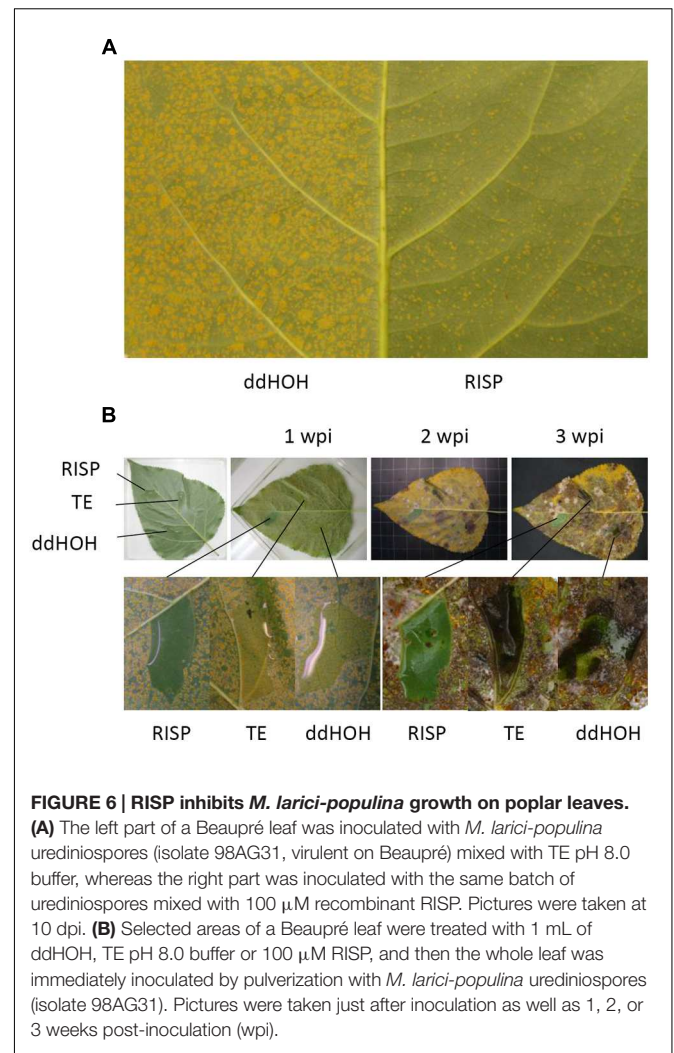 A
ddHOH RISP
B
1 wpi 2 wpi 3 wpi
RISP
TE
ddHOH
RISP TE ddHOH RISP TE ddHOH
FIGURE 6 | RISP inhibits M. larici-populina growth on poplar leaves.
(A) The left part of a Beaupré leaf was inoculated with M. larici-populina
urediniospores (isolate 98AG31, virulent on Beaupré) mixed with TE pH 8.0
buffer, whereas the right part was inoculated with the same batch of
urediniospores mixed with 100 μM recombinant RISP. Pictures were taken at
10 dpi. (B) Selected areas of a Beaupré leaf were treated with 1 mL of
ddHOH, TE pH 8.0 buffer or 100 μM RISP, and then the whole leaf was
immediately inoculated by pulverization with M. larici-populina urediniospores
(isolate 98AG31). Pictures were taken just after inoculation as well as 1, 2, or
3 weeks post-inoculation (wpi).